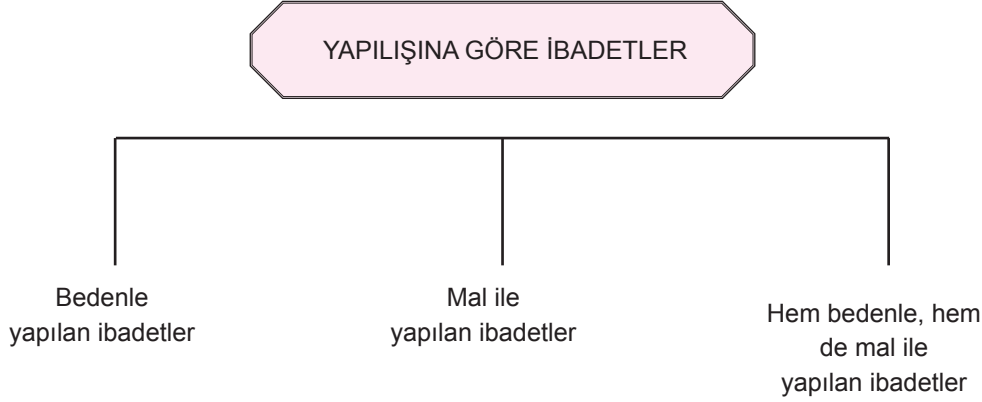 YAPILIŞINA GÖRE İBADETLER
Bedenle
yapılan ibadetler
Mal ile
yapılan ibadetler
Hem bedenle, hem
de mal ile
yapılan ibadetler